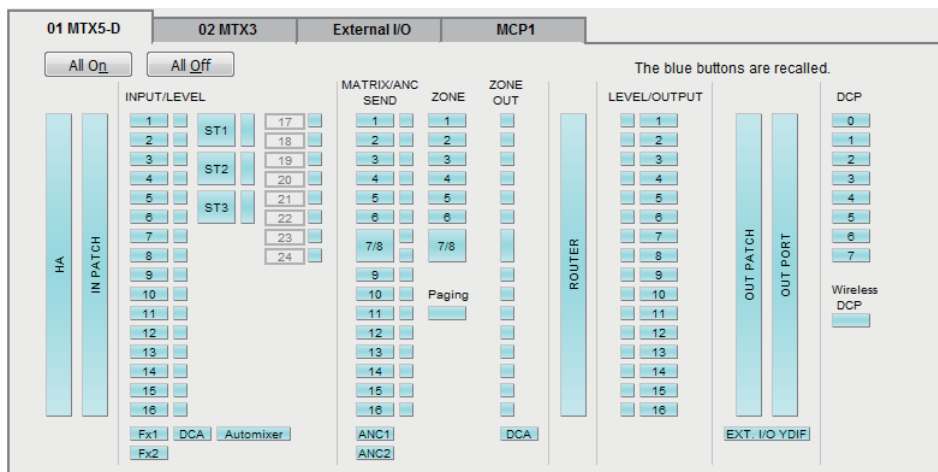 01 MTX5-D 02 MTX3 External I/O MCP1
All On All Off
The blue buttons are recalled.
INPUT/LEVEL
MATRIX/ANC
SEND
ZONE
ZONE
OUT
LEVEL/OUTPUT
DCP
HA
IN PATCH
1
2
3
4
5
6
7
8
9
10
11
12
13
14
15
16
Fx1 DCA Automixer
Fx2
ST1
ST2
ST3
17
18
19
20
21
22
23
24
1
2
3
4
5
6
7/8
9
10
11
12
13
14
15
16
ANC1
ANC2
1
2
3
4
5
6
7/8
Paging
DCA
ROUTER
1
2
3
4
5
6
7
8
9
10
11
12
13
14
15
16
OUT PATCH
OUT PORT
EXT. I/O YDIF
0
1
2
3
4
5
6
7
Wireless
DCP